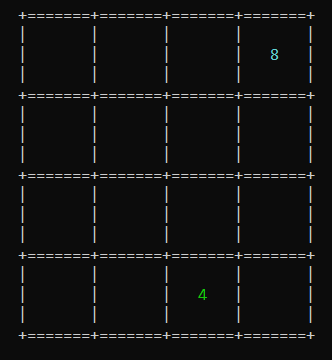 +=======+=======+=======+=======+
|       |       |       |       |
|       |       |       |   8   |
|       |       |       |       |
+=======+=======+=======+=======+
|       |       |       |       |
|       |       |       |       |
|       |       |       |       |
+=======+=======+=======+=======+
|       |       |       |       |
|       |       |       |       |
|       |       |       |       |
+=======+=======+=======+=======+
|       |       |       |       |
|       |       |   4   |       |
|       |       |       |       |
+=======+=======+=======+=======+